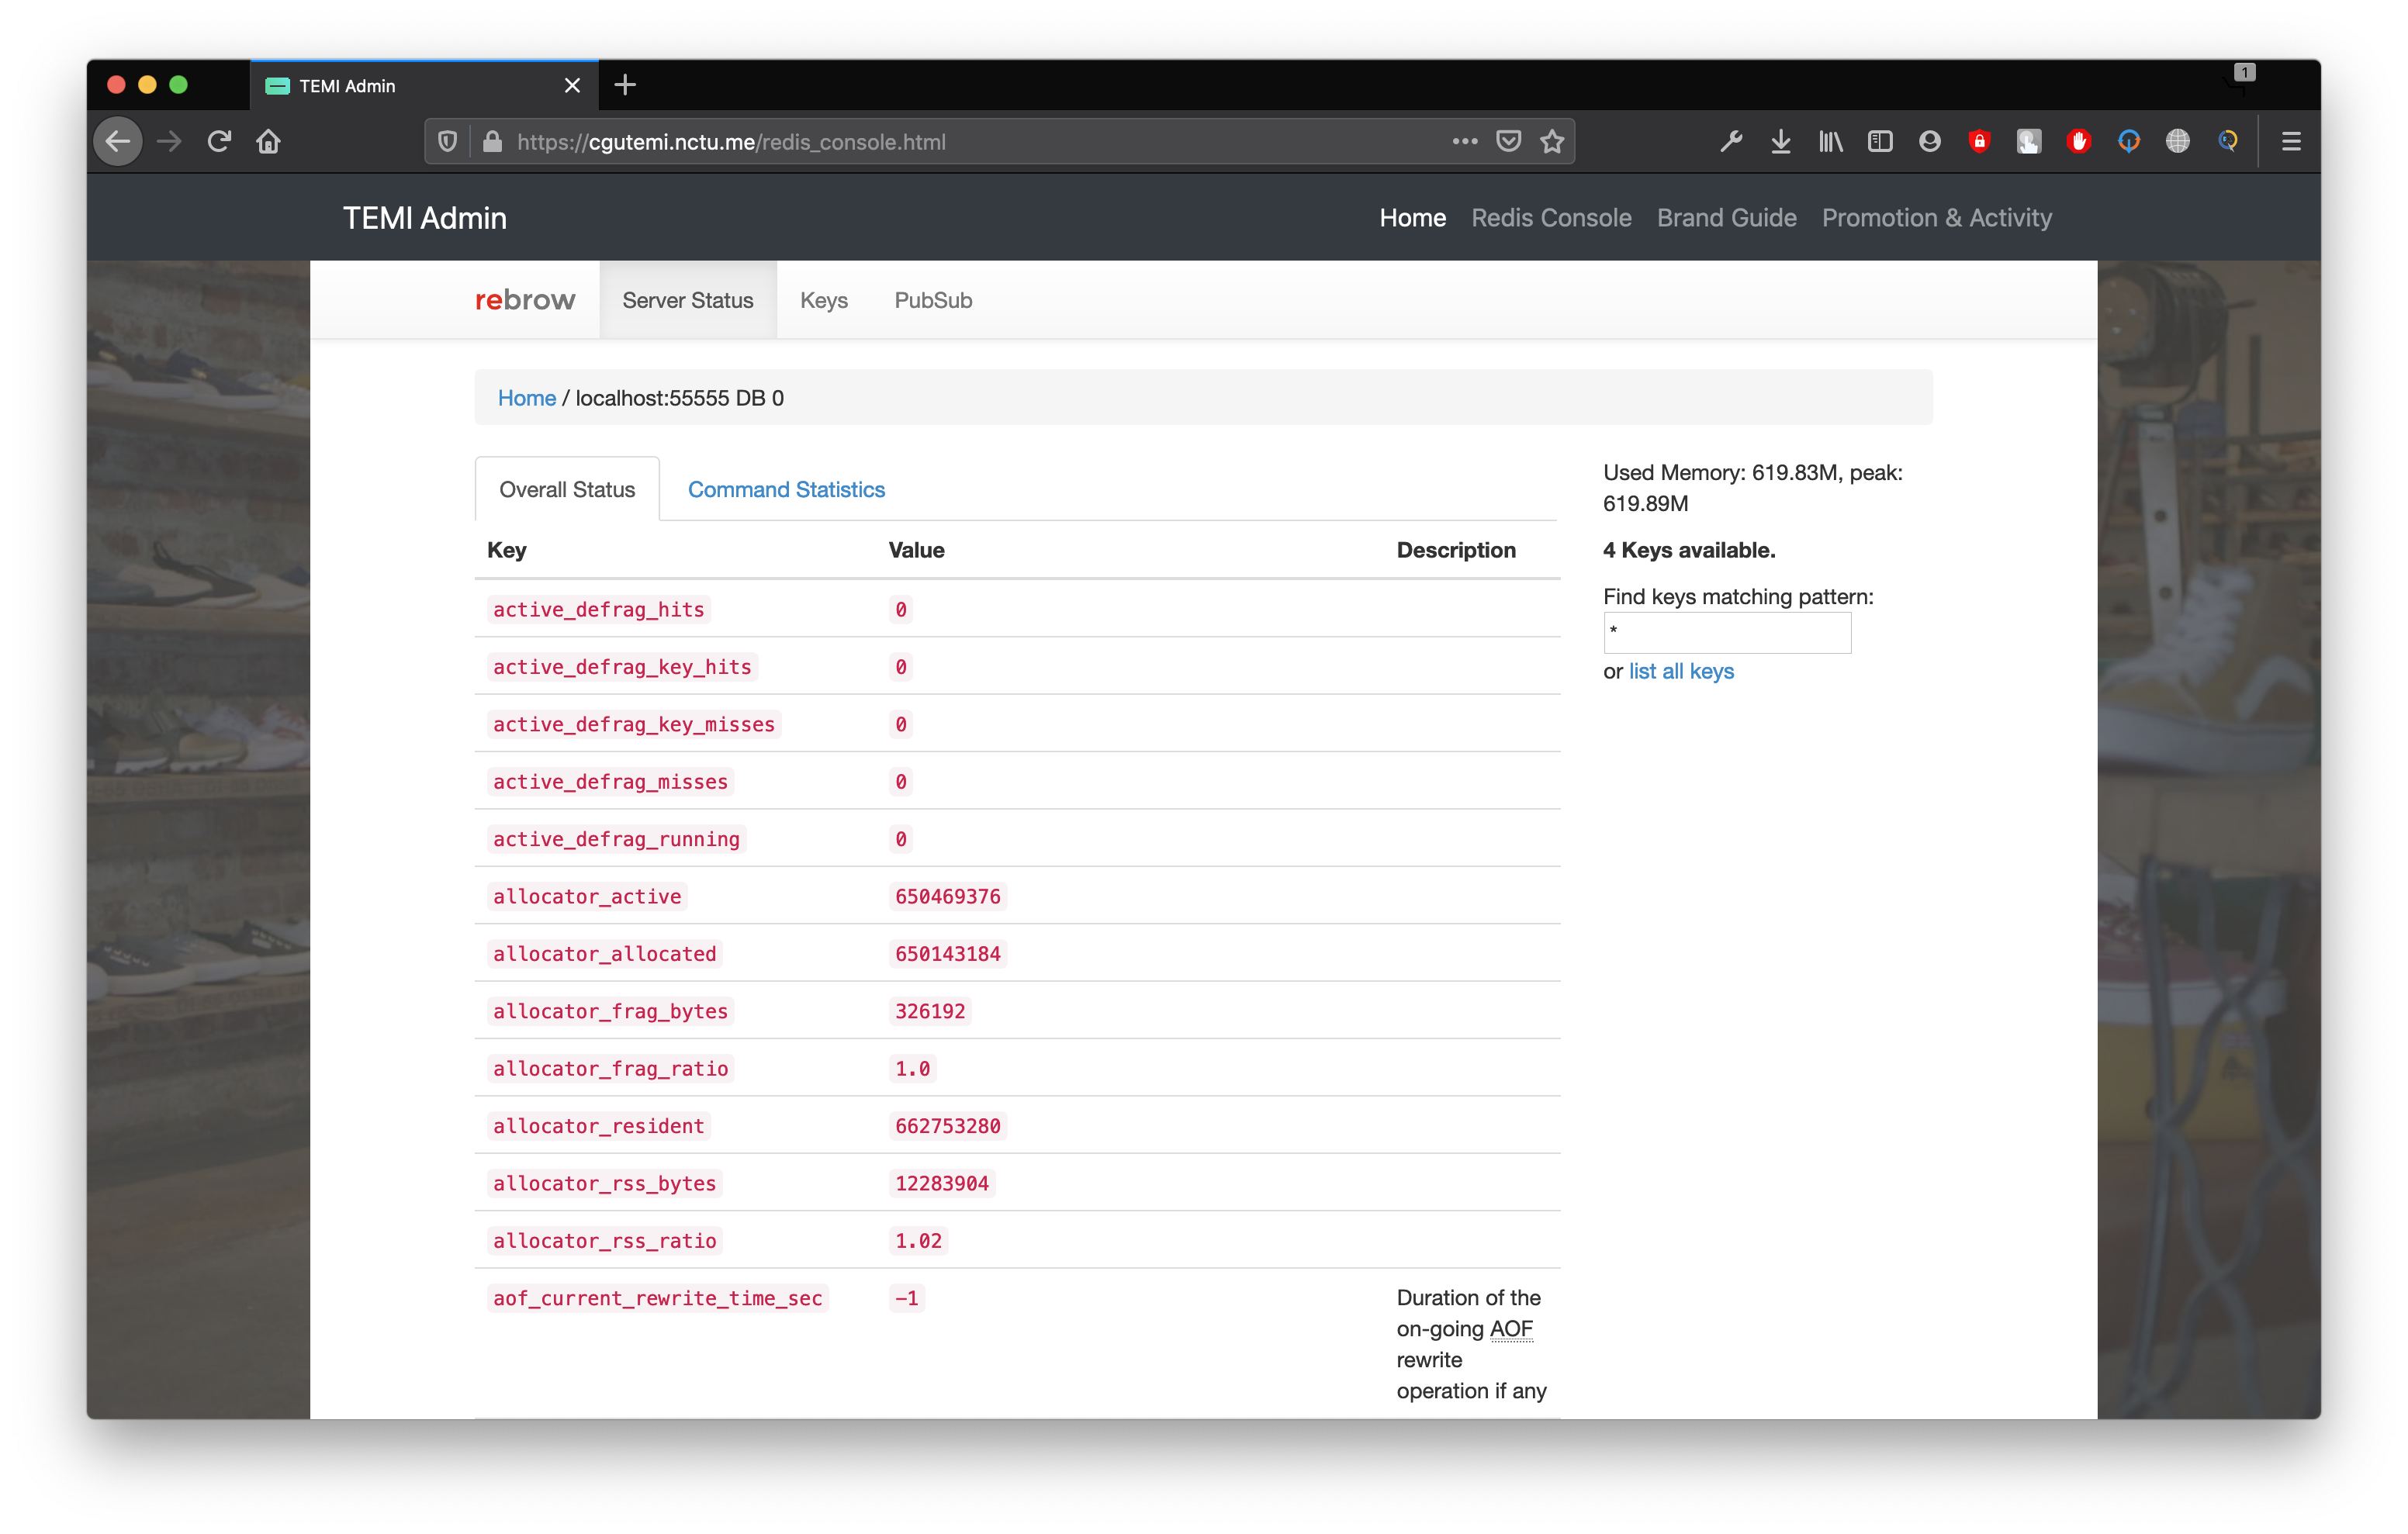 TEMI Admin
1
https://cgutemi.nctu.me/redis_console.html
TEMI Admin
Home
Redis Console
Brand Guide
Promotion & Activity
rebrow
Server Status
Keys
PubSub
Home / localhost:55555 DB 0
Overall Status
Command Statistics
Used Memory: 619.83M, peak:
619.89M
4 Keys available.
Find keys matching pattern:
*
or list all keys
Key Value Description
active_defrag_hits 0
active_defrag_key_hits 0
active_defrag_key_misses 0
active_defrag_misses 0
active_defrag_running 0
allocator_active 650469376
allocator_allocated 650143184
allocator_frag_bytes 326192
allocator_frag_ratio 1.0
allocator_resident 662753280
allocator_rss_bytes 12283904
allocator_rss_ratio 1.02
aof_current_rewrite_time_sec -1 Duration of the
on-going AOF
rewrite
operation if any